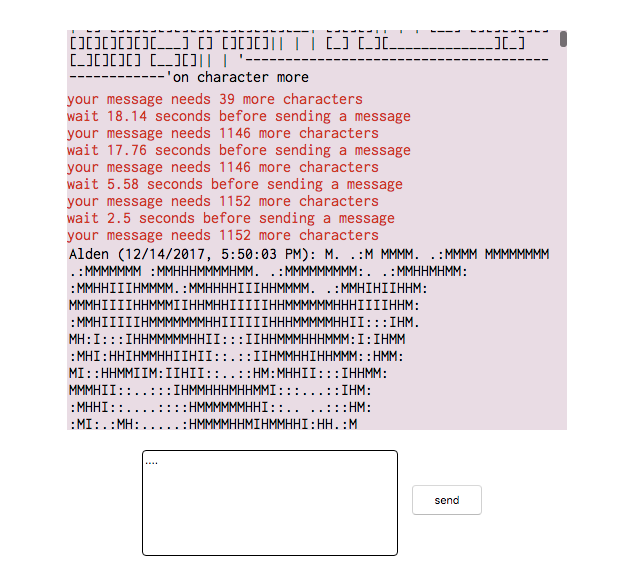 [][][][][][___] [] [][][]|| | | [_] [_][_____________][_]
[_][][][] [__][]|| | '--------------------------------------
------------'on character more
your message needs 39 more characters
wait 18.14 seconds before sending a message
your message needs 1146 more characters
wait 17.76 seconds before sending a message
your message needs 1146 more characters
wait 5.58 seconds before sending a message
your message needs 1152 more characters
wait 2.5 seconds before sending a message
your message needs 1152 more characters
Alden (12/14/2017, 5:50:03 PM): M. .:M MMMM. .:MMMM MMMMMMMM
.:MMMMMMM :MMHHHMMMMHMM. .:MMMMMMMMM:. .:MMHHMHMM:
:MMHHIIIHMMMM.:MMHHHHIIIHHMMMM. .:MMHIHIIHHM:
MMMHIIIIHHMMMIIHHMHHIIIIIHHMMMMMMHHHIIIIHHM:
:MMHIIIIIHMMMMMMMHHIIIIIIHHHMMMMMHHII:::IHM.
MH:I:::IHHMMMMMHHII:::IIHHMMMHHHMMM:I:IHMM
:MHI:HHIHMMHHIIHII::.::IIHMMHHIHHMMM::HMM:
MI::HHMMIIM:IIHII::..::HM:MHHII:::IHHMM:
MMMHII::..:::IHMMHHHMHHMMI:::...::IHM:
:MHHI::....::::HMMMMMMHHI::.. ..:::HM:
:MI:.:MH:.....:HMMMMHHMIHMMHHI:HH.:M
....
send